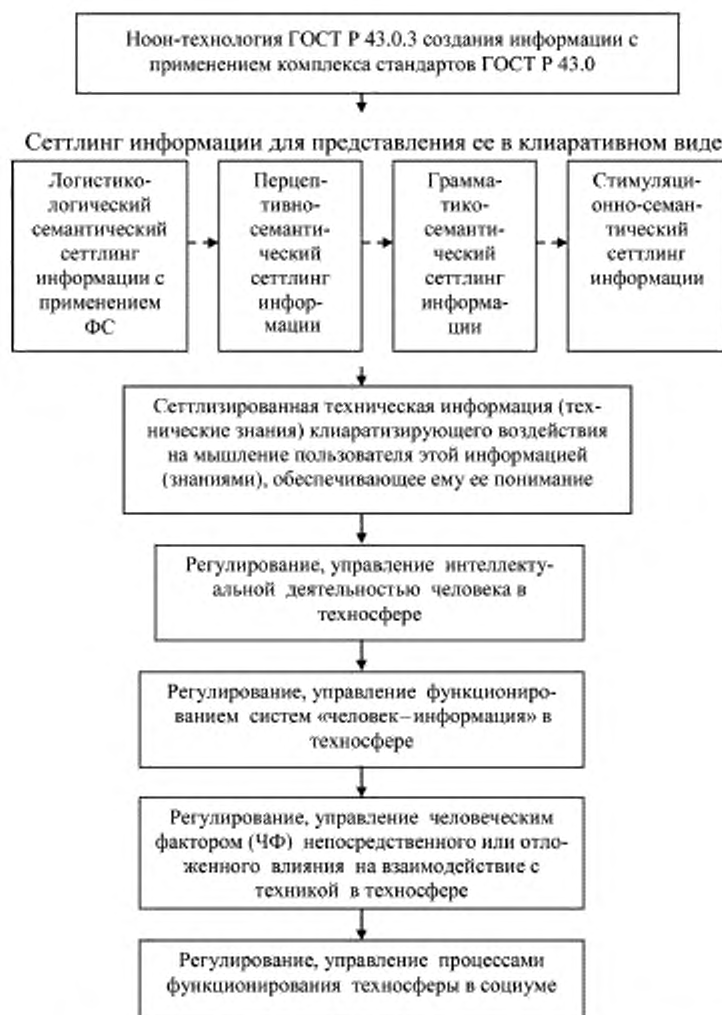 Ноон-технология ГОСТ Р 43.0.3 создания информации с
применением комплекса стандартов ГОСТ Р 43.0
Сеттлинг информации для представления ее в клиаративном виде
Логистико-
логический
семантический
сеттлинг
информации с
применением
ФС
Перцеп-
тивно-
семанти-
ческий
сеттлинг
инфор-
мации
Грамма-
тико-
семанти-
ческий
сеттлинг
информа-
ции
Стимуляци-
онно-семан-
тический
сеттлинг
информации
Сеттлизированная техническая информация (тех-
нические знания) клиаратизирующего воздействия
на мышление пользователя этой информацией
(знаниями), обеспечивающее ему ее понимание
Регулирование, управление интеллекту-
альной деятельностью человека в
техносфере
Регулирование, управление функциониро-
ванием систем «человек–информация» в
техносфере
Регулирование, управление человеческим
фактором (ЧФ) непосредственного или отло-
женного влияния на взаимодействие с
техникой в техносфере
Регулирование, управление процессами
функционирования техносферы в социуме